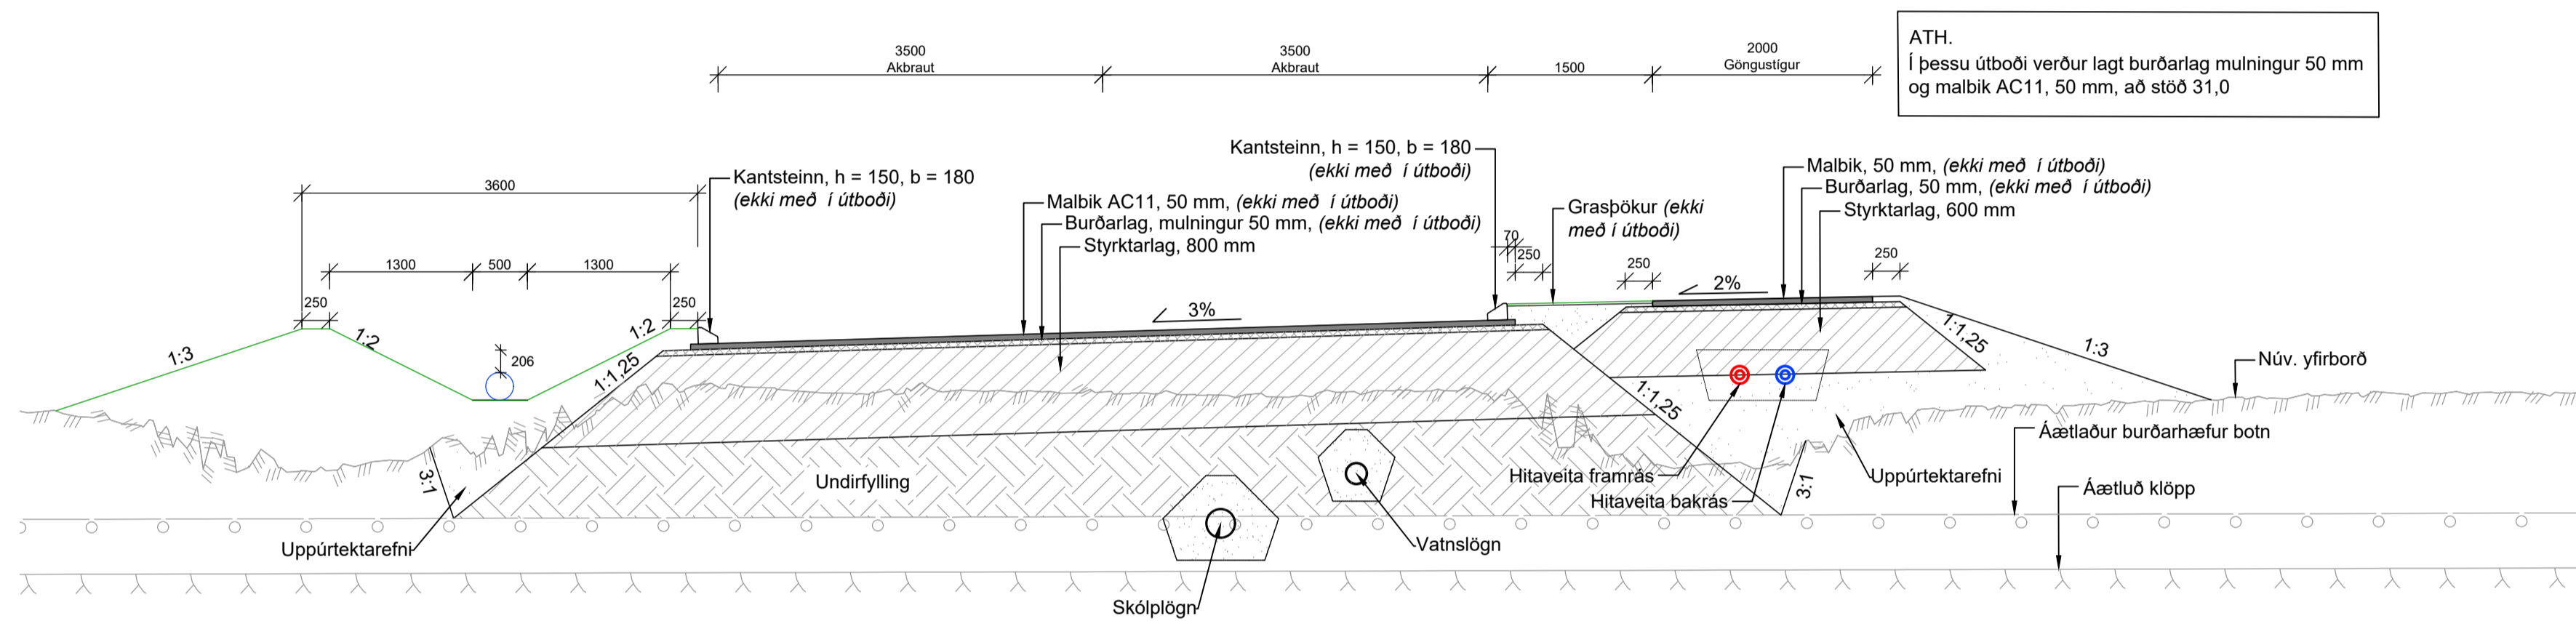 3500
Akbraut
3500
Akbraut
1500
2000
Göngustígur
ATH.
Í þessu útboði verður lagt burðarlag mulningur 50 mm
og malbik AC11, 50 mm, að stöð 31,0
3600
1300
500
1300
250
250
206
1:3
1:2
1:2
1:1,25
3:1
Kantsteinn, h = 150, b = 180
(ekki með í útboði)
Malbik AC11, 50 mm, (ekki með í útboði)
Burðarlag, mulningur 50 mm, (ekki með í útboði)
Styrktarlag, 800 mm
3%
Kantsteinn, h = 150, b = 180
(ekki með í útboði)
Grasþökur (ekki
með í útboði)
70
250
250
250
2%
Malbik, 50 mm, (ekki með í útboði)
Burðarlag, 50 mm, (ekki með í útboði)
Styrktarlag, 600 mm
1:1,25
1:3
1:1,25
3:1
Núv. yfirborð
Áætlaður burðarhæfur botn
Áætluð klöpp
Uppúrtektarefni
Hitaveita framrás
Hitaveita bakrás
Undirfylling
Uppúrtektarefni
Vatnslögn
Skólplögn